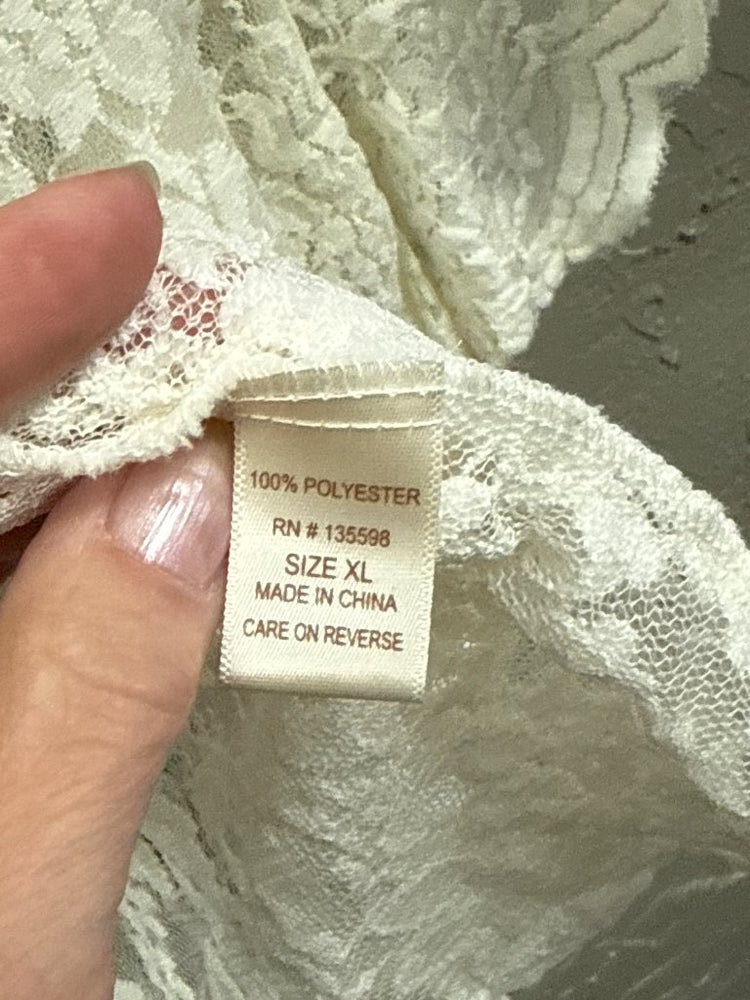 100% POLYESTER
RN # 135598
SIZE XL
MADE IN CHINA
CARE ON REVERSE